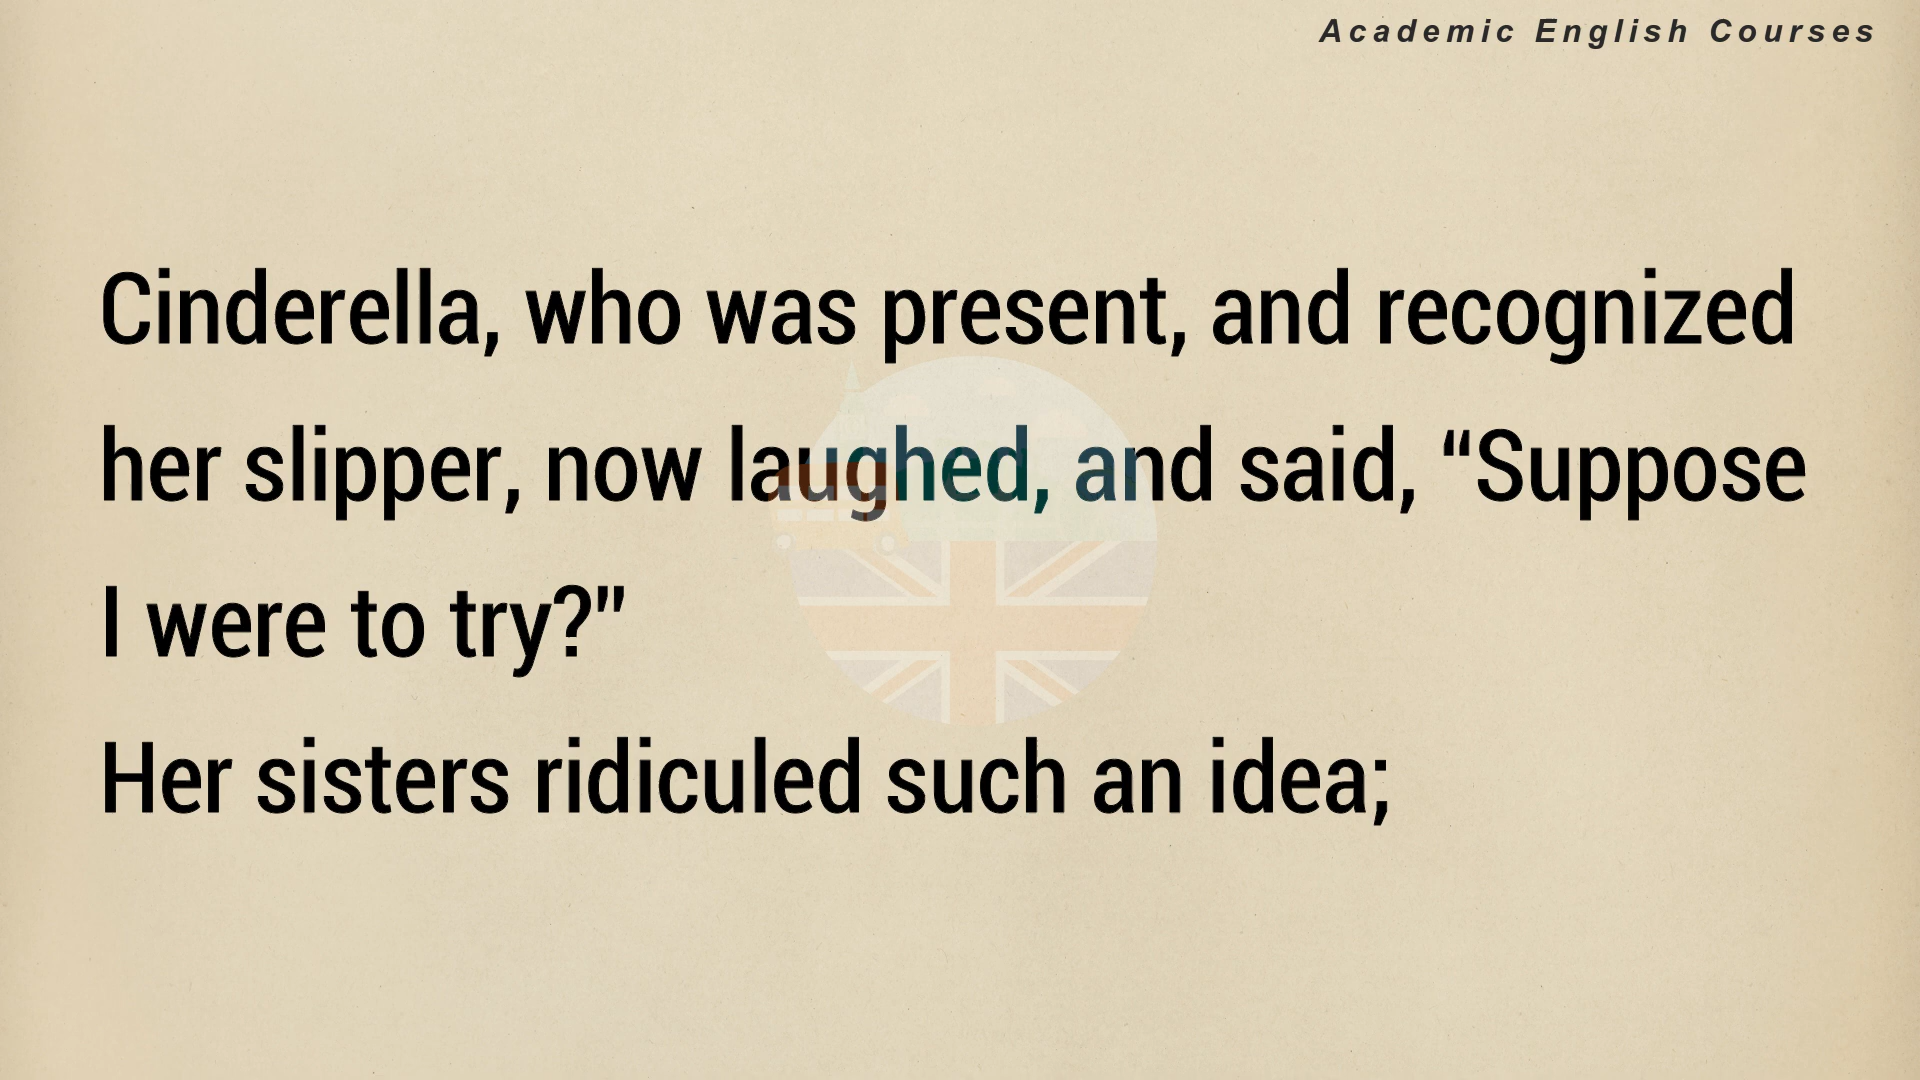 Academic English Courses
Cinderella, who was present, and recognized
her slipper, now laughed, and said, “Suppose
I were to try?”
Her sisters ridiculed such an idea;